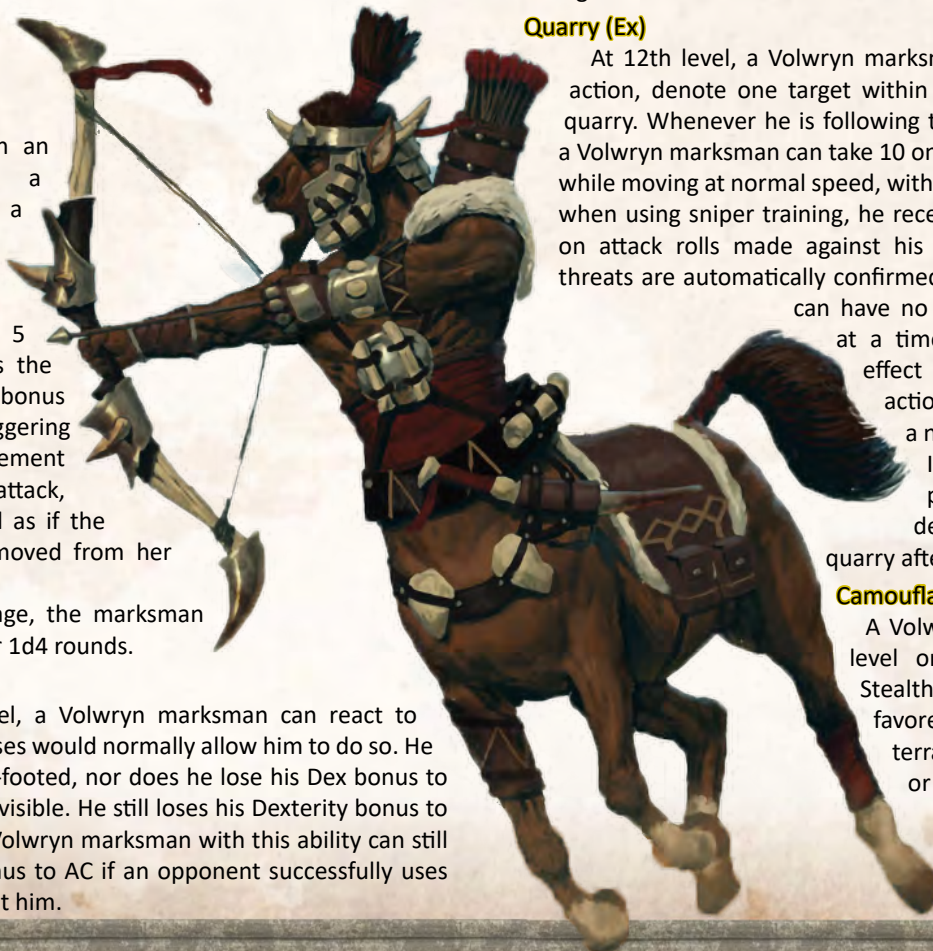 n an
a
a
5
s the
bonus
ggering
ement
attack,
l as if the
moved from her
age, the marksman
r 1d4 rounds.
el, a Volwryn marksman can react to
ses would normally allow him to do so. He
-footed, nor does he lose his Dex bonus to
visible. He still loses his Dexterity bonus to
Volwryn marksman with this ability can still
nus to AC if an opponent successfully uses
t him.
Quarry (Ex)
At 12th level, a Volwryn marksm
action, denote one target within
quarry. Whenever he is following t
a Volwryn marksman can take 10 or
while moving at normal speed, with
when using sniper training, he rece
on attack rolls made against his
threats are automatically confirmed
can have no
at a time
effect
action
a n
I
p
de
quarry afte
Camoufla
A Volw
level or
Stealth
favore
terra
or